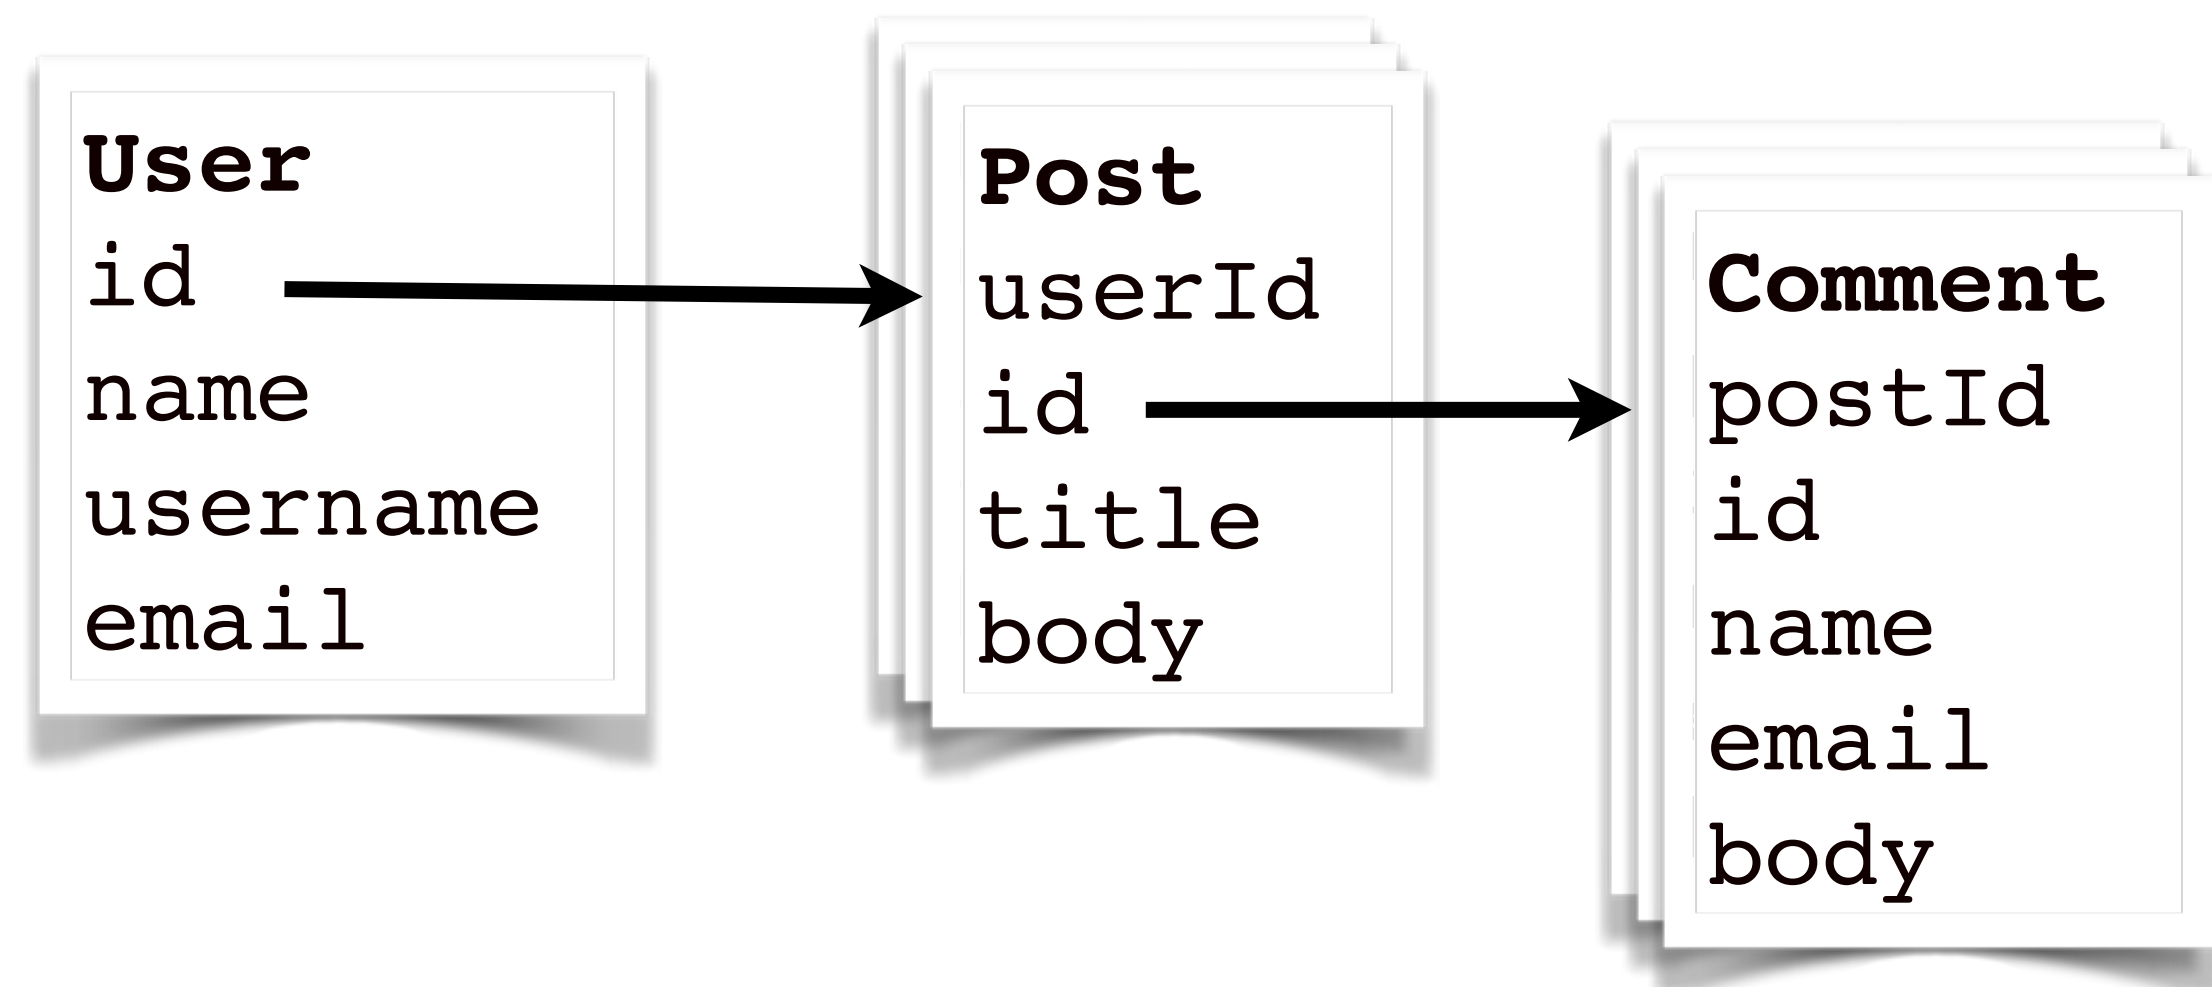 User
id
name
username
email
Post
userId
id
title
body
Comment
postId
id
name
email
body